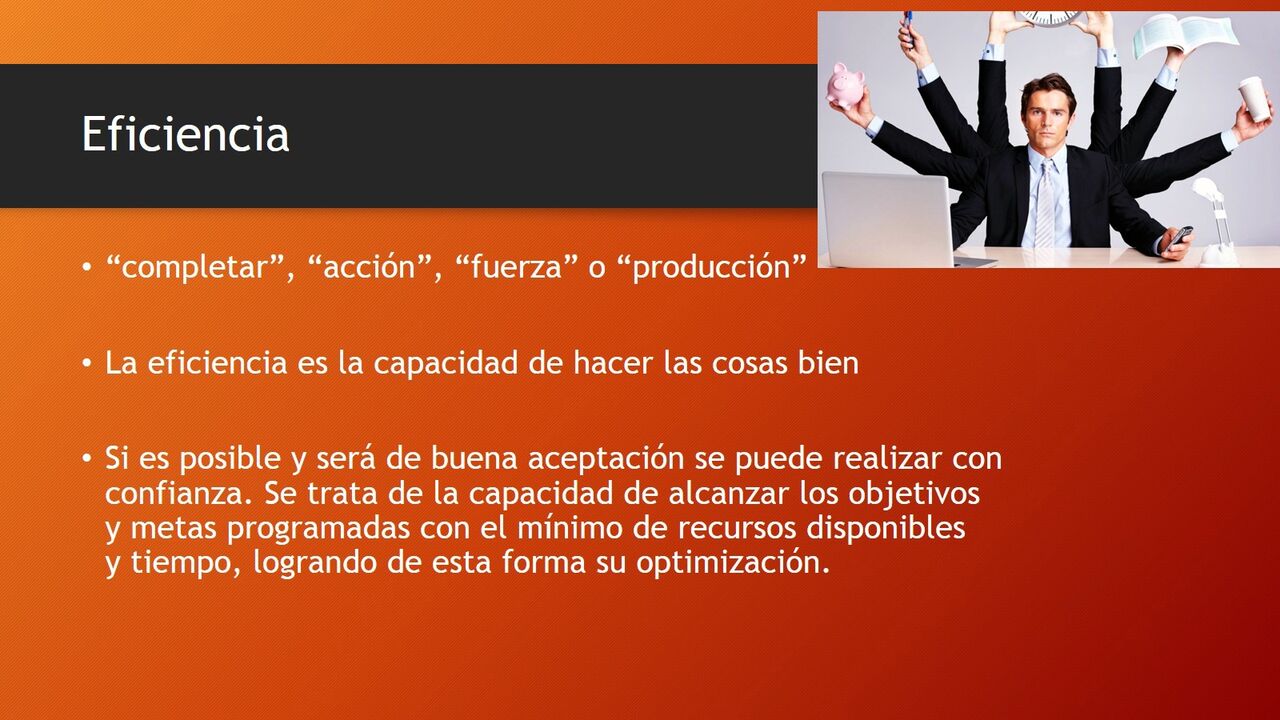 Eficiencia
• “completar”, “acción”, “fuerza” o “producción”
• La eficiencia es la capacidad de hacer las cosas bien
• Si es posible y será de buena aceptación se puede realizar con
confianza. Se trata de la capacidad de alcanzar los objetivos
y metas programadas con el mínimo de recursos disponibles
y tiempo, logrando de esta forma su optimización.